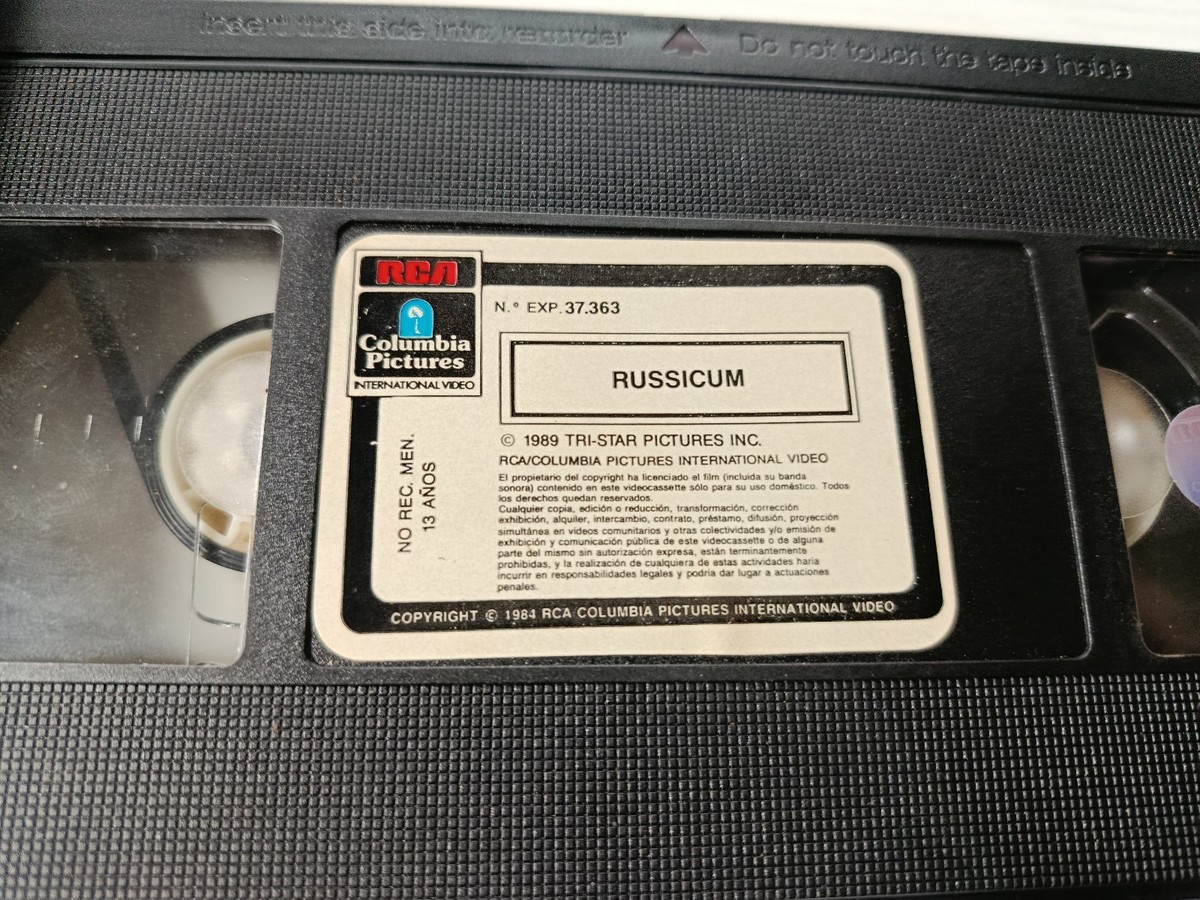 Insert this side into recorder
Do not touch the tape inside
RCA
Columbia
Pictures
INTERNATIONAL VIDEO
N.º EXP. 37.363
RUSSICUM
© 1989 TRI-STAR PICTURES INC.
RCA/COLUMBIA PICTURES INTERNATIONAL VIDEO
El propietario del copyright ha licenciado el film (incluida su banda
sonora) contenido en este videocassette sólo para su uso doméstico. Todos
los derechos quedan reservados.
Cualquier copia, edición o reducción, transformación, corrección
exhibición, alquiler, intercambio, contrato, préstamo, difusión, proyección
simultánea en vídeos comunitarios y otras colectividades y/o emisión de
exhibición y comunicación pública de este videocassette o de alguna
parte del mismo sin autorización expresa, están terminantemente
prohibidas, y la realización de cualquiera de estas actividades haría
incurrir en responsabilidades legales y podría dar lugar a actuaciones
penales.
NO REC. MEN.
13 AÑOS
COPYRIGHT © 1984 RCA COLUMBIA PICTURES INTERNATIONAL VIDEO